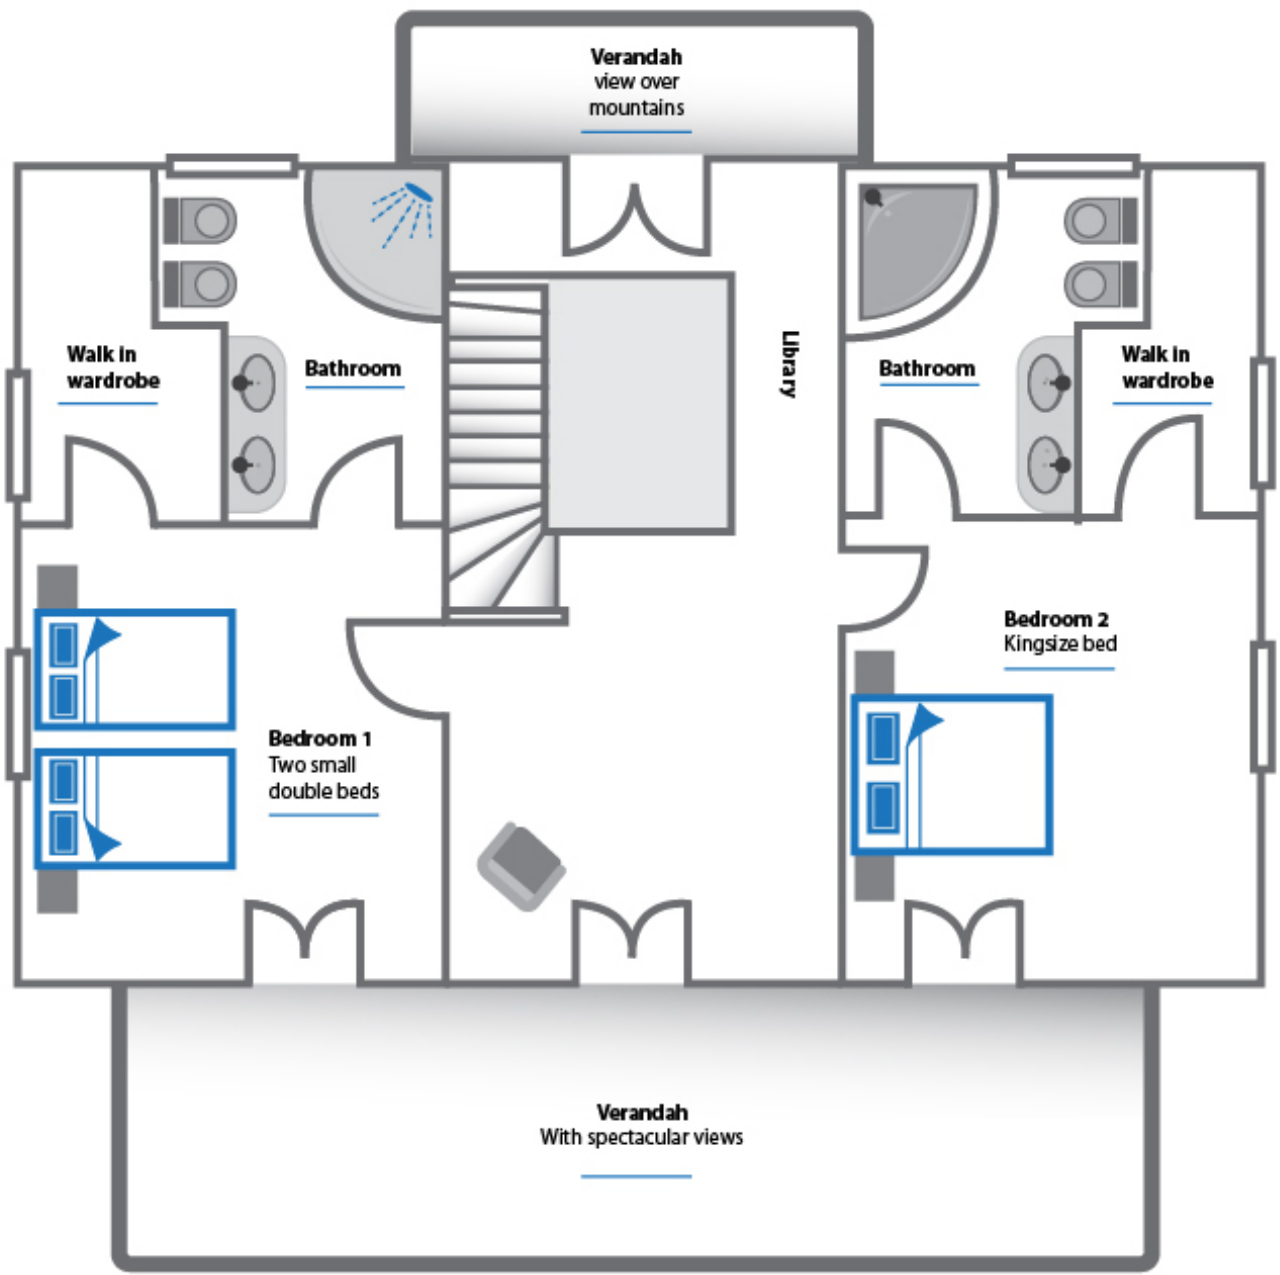 Verandah
view over
mountains
Walk in
wardrobe
Bathroom
Library
Bathroom
Walk in
wardrobe
Bedroom 2
Kingsize bed
Bedroom 1
Two small
double beds
Verandah
With spectacular views